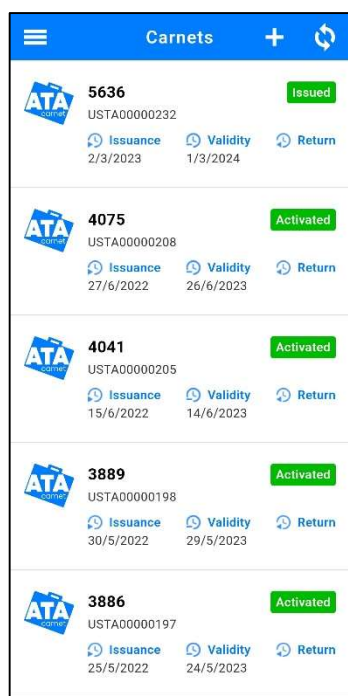 Carnets
ATA carnet
5636
Issued
USTA00000232
Issuance Validity Return
2/3/2023 1/3/2024
ATA carnet
4075
Activated
USTA00000208
Issuance Validity Return
27/6/2022 26/6/2023
ATA carnet
4041
Activated
USTA00000205
Issuance Validity Return
15/6/2022 14/6/2023
ATA carnet
3889
Activated
USTA00000198
Issuance Validity Return
30/5/2022 29/5/2023
ATA carnet
3886
Activated
USTA00000197
Issuance Validity Return
25/5/2022 24/5/2023